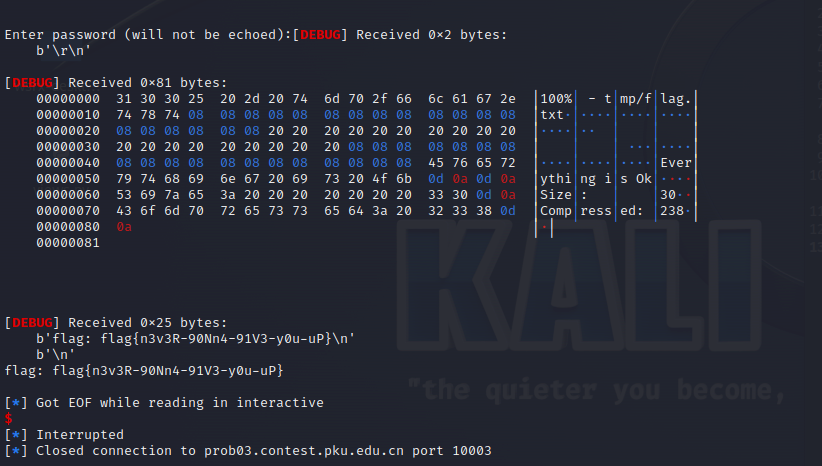 Enter password (will not be echoed):[DEBUG] Received 0×2 bytes:
    b'\r\n'
[DEBUG] Received 0×81 bytes:
    00000000  31 30 30 25  20 2d 20 74  6d 70 2f 66  6c 61 67 2e  │100%│ - t│mp/f│lag.│
    00000010  74 78 74 08  08 08 08 08  08 08 08 08  08 08 08 08  │txt·│····│····│····│
    00000020  08 08 08 08  08 08 20 20  20 20 20 20  20 20 20 20  │····│··  │    │    │
    00000030  20 20 20 20  20 20 20 20  20 08 08 08  08 08 08 08  │    │    │ ···│····│
    00000040  08 08 08 08  08 08 08 08  08 08 08 08  45 76 65 72  │····│····│····│Ever│
    00000050  79 74 68 69  6e 67 20 69  73 20 4f 6b  0d 0a 0d 0a  │ythi│ng i│s Ok│····│
    00000060  53 69 7a 65  3a 20 20 20  20 20 20 20  33 30 0d 0a  │Size│:   │    │30··│
    00000070  43 6f 6d 70  72 65 73 73  65 64 3a 20  32 33 38 0d  │Comp│ress│ed: │238·│
    00000080  0a                                                  │·│
    00000081
[DEBUG] Received 0×25 bytes:
    b'flag: flag{n3v3R-90Nn4-91V3-y0u-uP}\n'
    b'\n'
flag: flag{n3v3R-90Nn4-91V3-y0u-uP}
[*] Got EOF while reading in interactive
$
[*] Interrupted
[*] Closed connection to prob03.contest.pku.edu.cn port 10003
KALI
"the quieter you become,